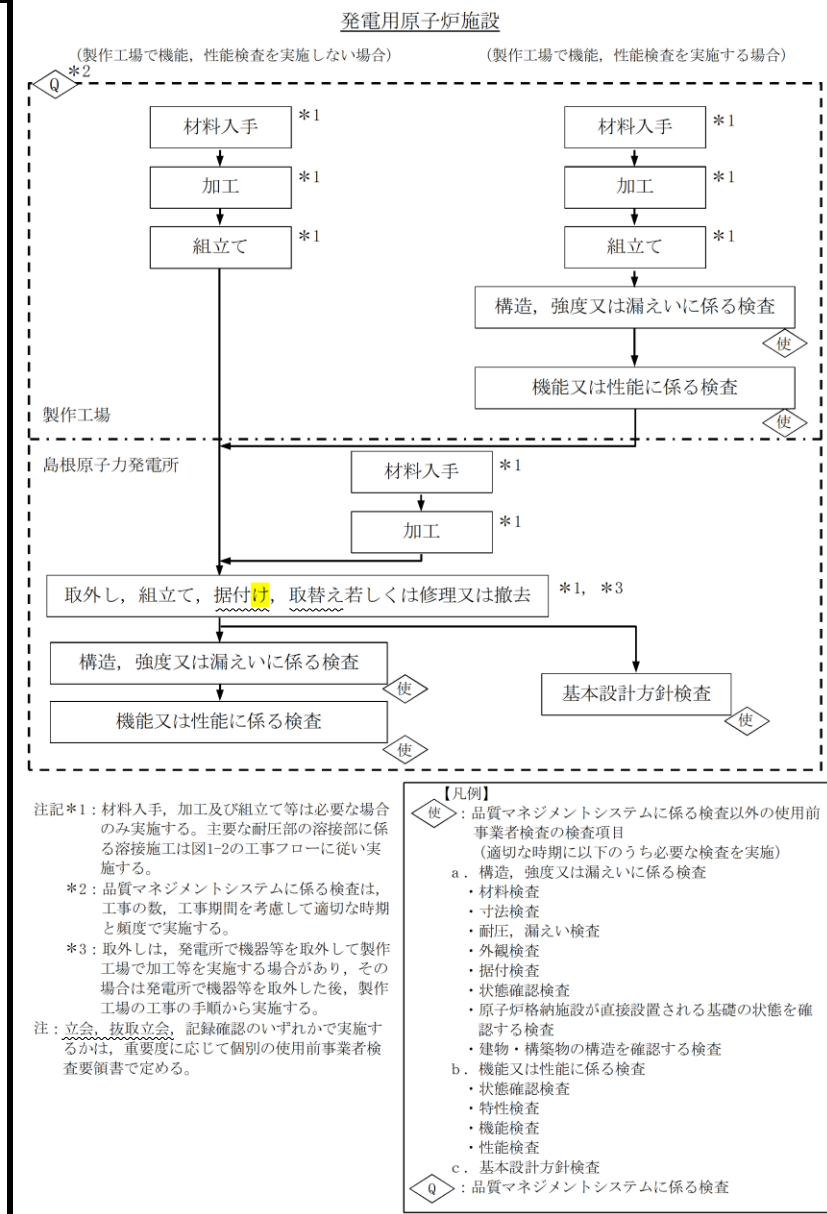 発電用原子炉施設
(製作工場で機能，性能検査を実施しない場合)
(製作工場で機能，性能検査を実施する場合)
Q
＊2
材料入手
＊1
加工
＊1
組立て
＊1
材料入手
＊1
加工
＊1
組立て
＊1
構造，強度又は漏えいに係る検査
使
機能又は性能に係る検査
使
製作工場
島根原子力発電所
材料入手
＊1
加工
＊1
取外し，組立て，据付け，取替え若しくは修理又は撤去
＊1，＊3
構造，強度又は漏えいに係る検査
使
機能又は性能に係る検査
使
基本設計方針検査
使
注記＊1：材料入手，加工及び組立て等は必要な場合
のみ実施する。主要な耐圧部の溶接部に係
る溶接施工は図1-2の工事フローに従い実
施する。
＊2：品質マネジメントシステムに係る検査は，
工事の数，工事期間を考慮して適切な時期
と頻度で実施する。
＊3：取外しは，発電所で機器等を取外して製作
工場で加工等を実施する場合があり，その
場合は発電所で機器等を取外した後，製作
工場の工事の手順から実施する。
注：立会，抜取立会，記録確認のいずれかで実施す
るかは，重要度に応じて個別の使用前事業者検
査要領書で定める。
【凡例】
使：品質マネジメントシステムに係る検査以外の使用前
事業者検査の検査項目
(適切な時期に以下のうち必要な検査を実施)
a．構造，強度又は漏えいに係る検査
・材料検査
・寸法検査
・耐圧，漏えい検査
・外観検査
・据付検査
・状態確認検査
・原子炉格納施設が直接設置される基礎の状態を確
認する検査
・建物・構築物の構造を確認する検査
b．機能又は性能に係る検査
・状態確認検査
・特性検査
・機能検査
・性能検査
c．基本設計方針検査
Q：品質マネジメントシステムに係る検査